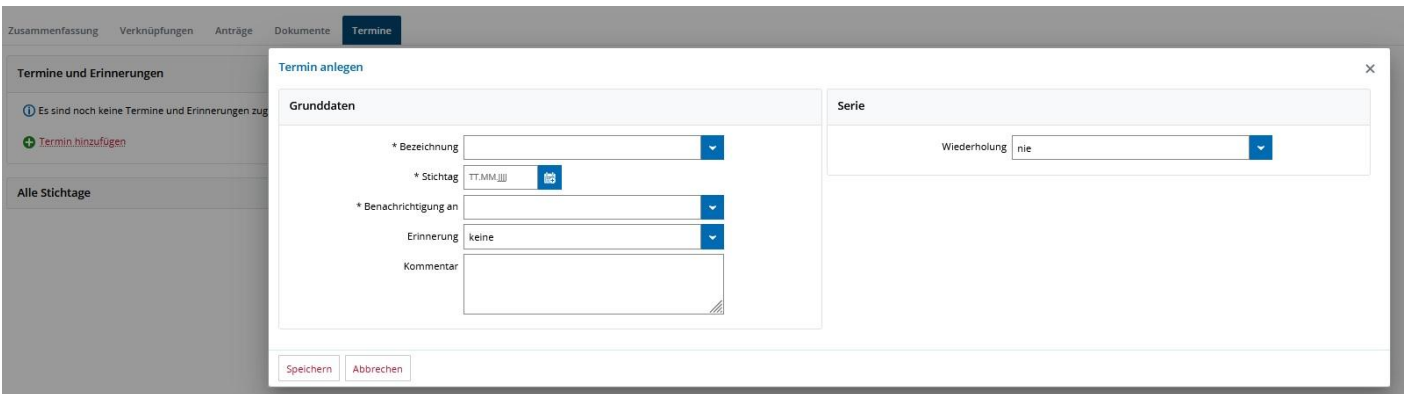 Zusammenfassung Verknüpfungen Anträge Dokumente Termine
Termine und Erinnerungen
Es sind noch keine Termine und Erinnerungen zug
Termin hinzufügen
Alle Stichtage
Termin anlegen
Grunddaten
* Bezeichnung
* Stichtag TT.MM.JJJJ
* Benachrichtigung an
Erinnerung keine
Kommentar
Serie
Wiederholung nie
Speichern Abbrechen